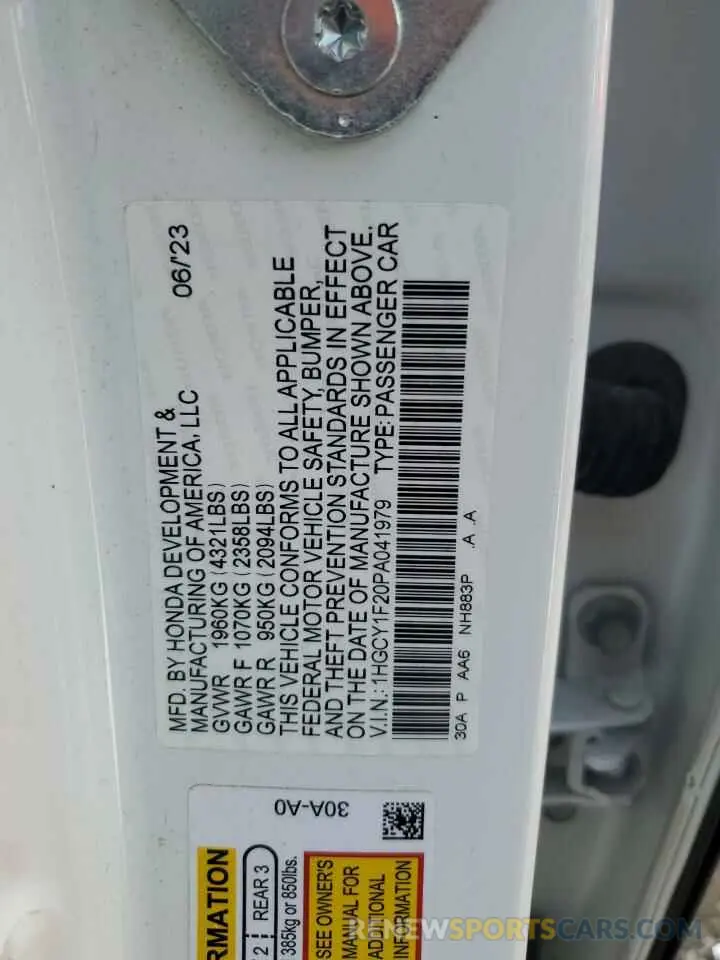 MFD. BY HONDA DEVELOPMENT &
MANUFACTURING OF AMERICA, LLC 06/'23
GVWR 1960KG (4321LBS)
GAWR F 1070KG (2358LBS)
GAWR R 950KG (2094LBS)
THIS VEHICLE CONFORMS TO ALL APPLICABLE
FEDERAL MOTOR VEHICLE SAFETY, BUMPER,
AND THEFT PREVENTION STANDARDS IN EFFECT
ON THE DATE OF MANUFACTURE SHOWN ABOVE.
V.I.N.: 1HGCY1F20PA041979 TYPE: PASSENGER CAR
30A P AA6 NH883P .A .A
30A-A0
RMATION
2 REAR 3
385kg or 850lbs.
SEE OWNER'S
MANUAL FOR
ADDITIONAL
INFORMATION
RENEWSPORTSCARS.COM